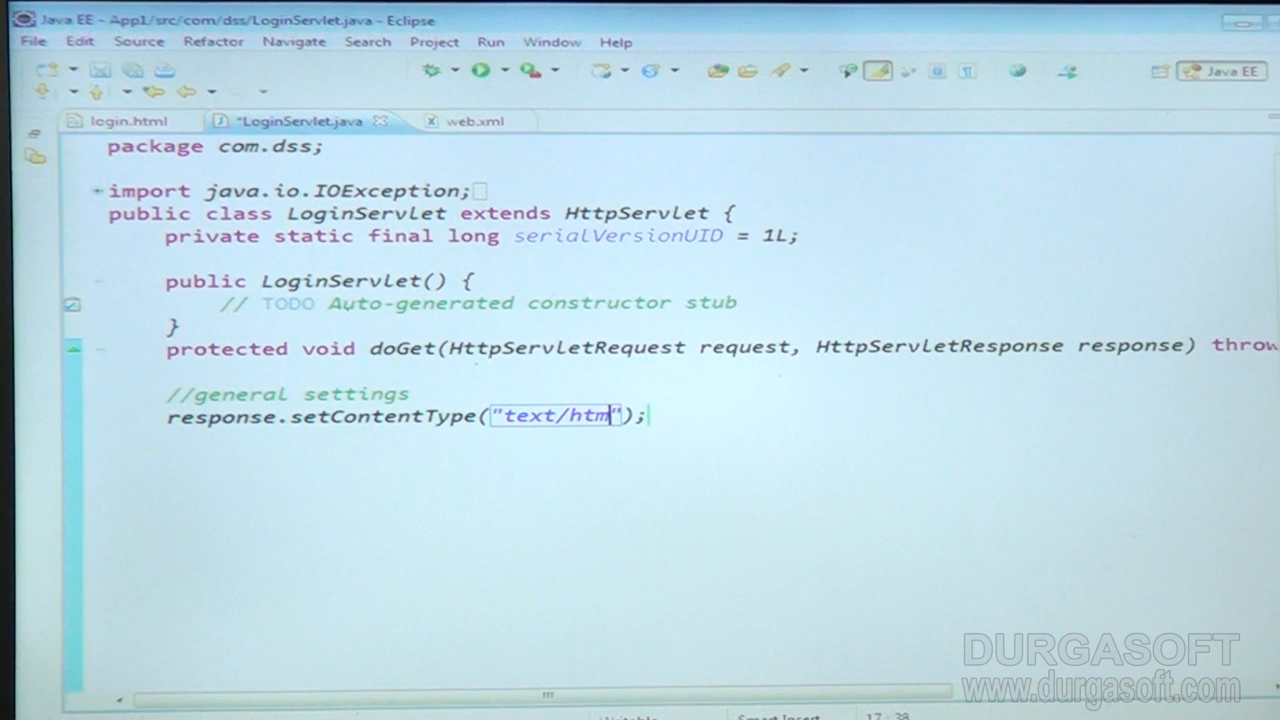 Java EE - App1/src/com/dss/LoginServlet.java - Eclipse
File Edit Source Refactor Navigate Search Project Run Window Help
Java EE
login.html *LoginServlet.java web.xml
package com.dss;
import java.io.IOException;
public class LoginServlet extends HttpServlet {
private static final long serialVersionUID = 1L;
public LoginServlet() {
// TODO Auto-generated constructor stub
}
protected void doGet(HttpServletRequest request, HttpServletResponse response) throw
//general settings
response.setContentType("text/htm");
DURGASOFT
www.durgasoft.com
Writable Smart Insert 17 : 38